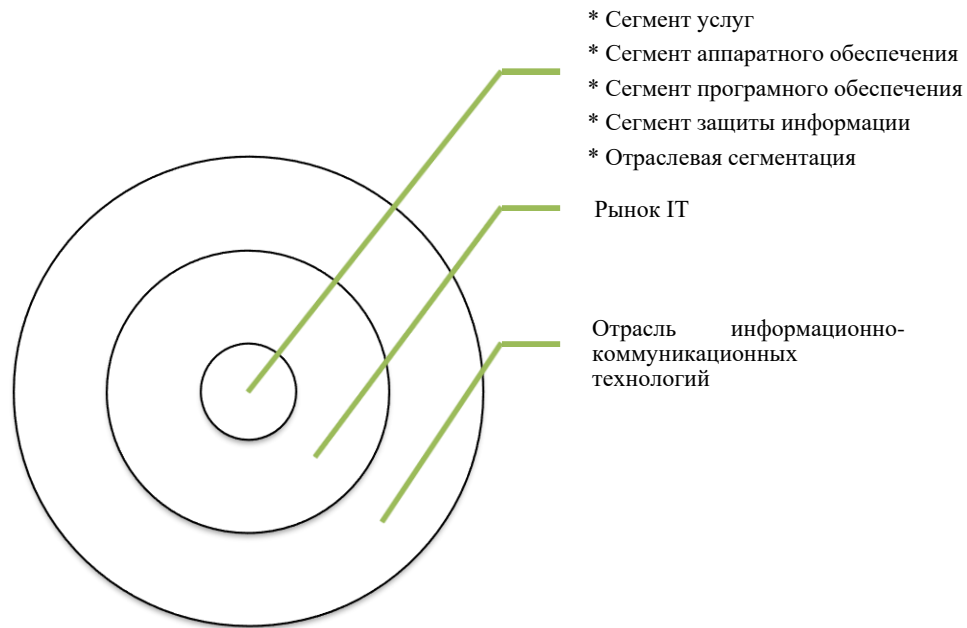 * Сегмент услуг
* Сегмент аппаратного обеспечения
* Сегмент програмного обеспечения
* Сегмент защиты информации
* Отраслевая сегментация
Рынок IT
Отрасль информационно-
коммуникационных
технологий